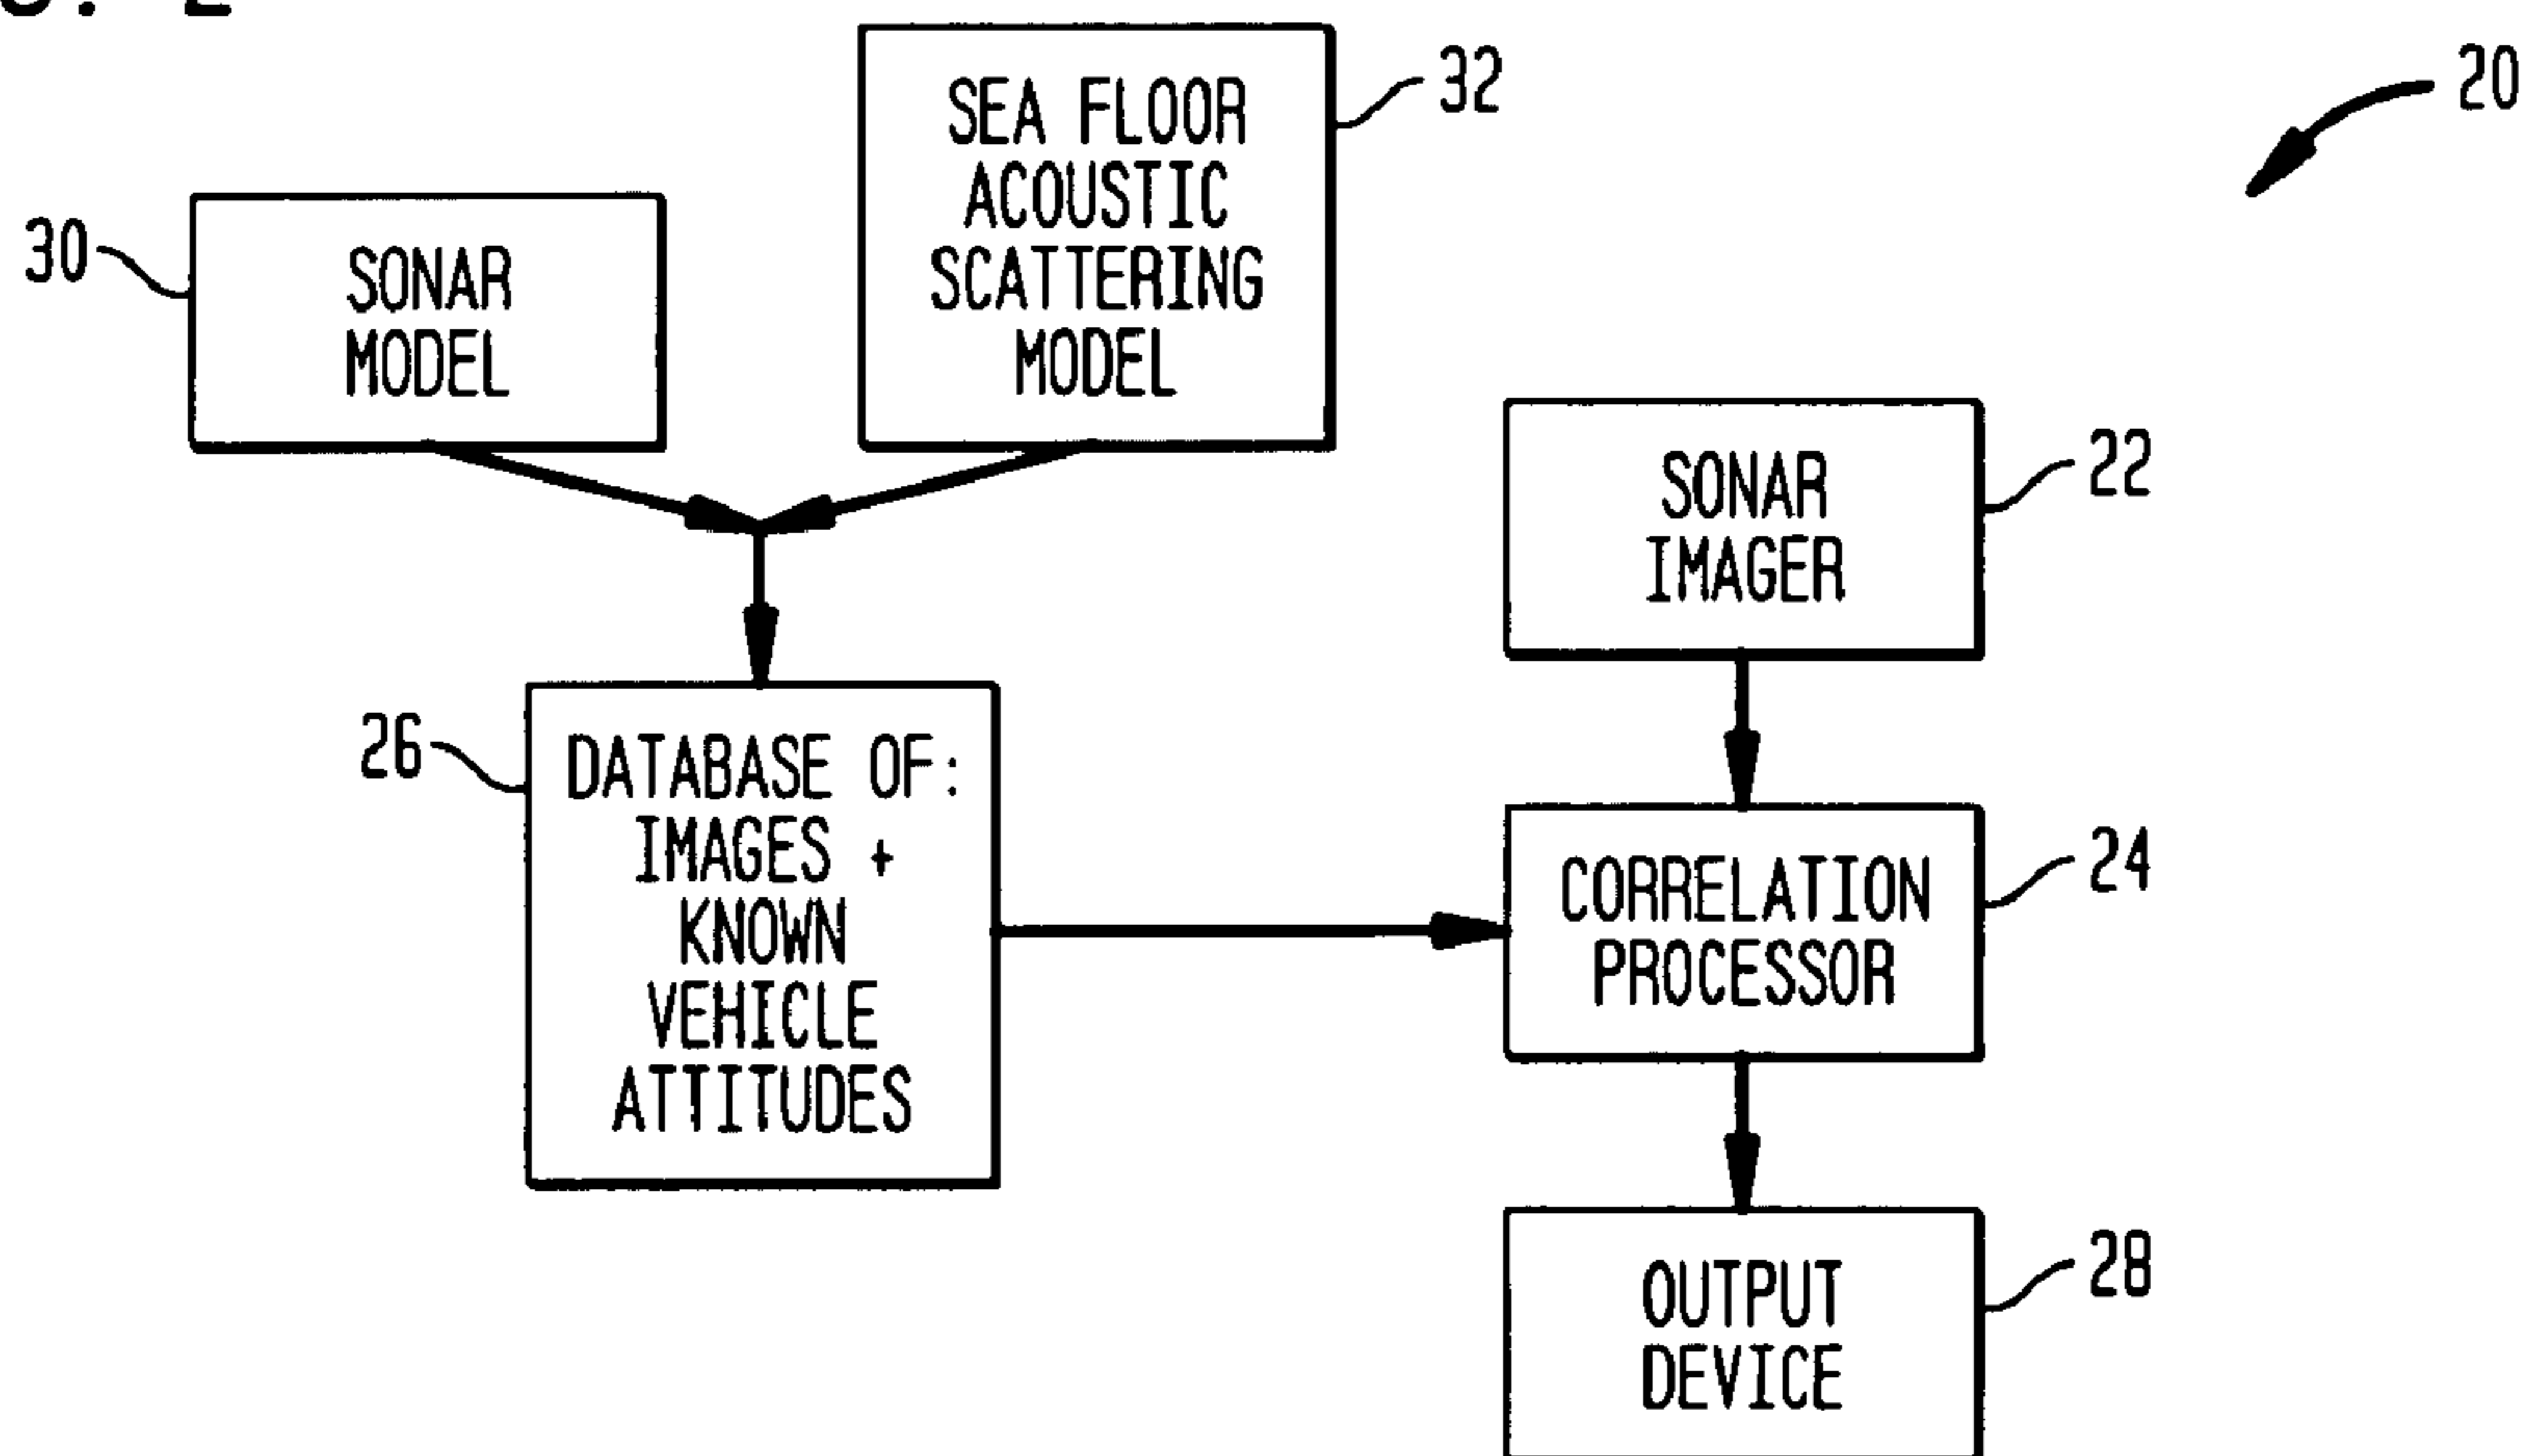 32
20
SEA FLOOR
ACOUSTIC
SCATTERING
MODEL
30
SONAR
MODEL
22
SONAR
IMAGER
26
DATABASE OF:
IMAGES +
KNOWN
VEHICLE
ATTITUDES
24
CORRELATION
PROCESSOR
28
OUTPUT
DEVICE